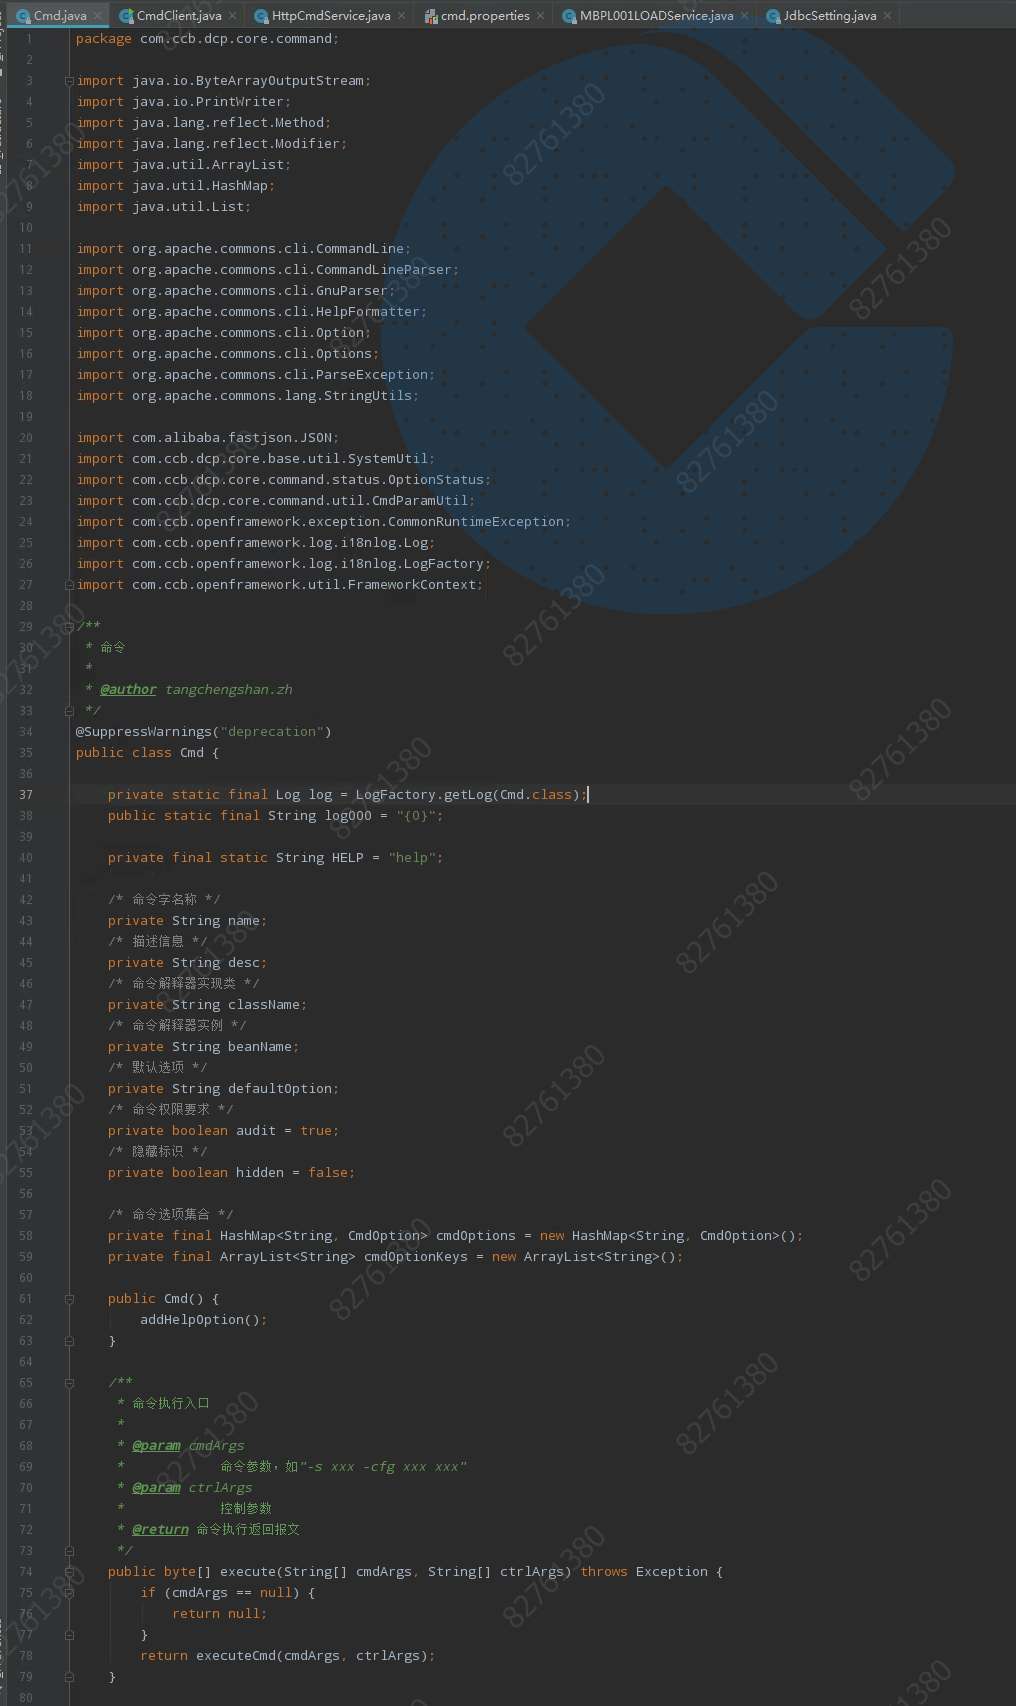 Cmd.java × CmdClient.java × HttpCmdService.java × cmd.properties × MBPL001LOADService.java × JdbcSetting.java ×
1 package com.ccb.dcp.core.command;
2
3 import java.io.ByteArrayOutputStream;
4 import java.io.PrintWriter;
5 import java.lang.reflect.Method;
6 import java.lang.reflect.Modifier;
7 import java.util.ArrayList;
8 import java.util.HashMap;
9 import java.util.List;
10
11 import org.apache.commons.cli.CommandLine;
12 import org.apache.commons.cli.CommandLineParser;
13 import org.apache.commons.cli.GnuParser;
14 import org.apache.commons.cli.HelpFormatter;
15 import org.apache.commons.cli.Option;
16 import org.apache.commons.cli.Options;
17 import org.apache.commons.cli.ParseException;
18 import org.apache.commons.lang.StringUtils;
19
20 import com.alibaba.fastjson.JSON;
21 import com.ccb.dcp.core.base.util.SystemUtil;
22 import com.ccb.dcp.core.command.status.OptionStatus;
23 import com.ccb.dcp.core.command.util.CmdParamUtil;
24 import com.ccb.openframework.exception.CommonRuntimeException;
25 import com.ccb.openframework.log.i18nlog.Log;
26 import com.ccb.openframework.log.i18nlog.LogFactory;
27 import com.ccb.openframework.util.FrameworkContext;
28
29 /**
30 * 命令
31 *
32 * @author tangchengshan.zh
33 */
34 @SuppressWarnings("deprecation")
35 public class Cmd {
36
37 private static final Log log = LogFactory.getLog(Cmd.class);
38 public static final String log000 = "{0}";
39
40 private final static String HELP = "help";
41
42 /* 命令字名称 */
43 private String name;
44 /* 描述信息 */
45 private String desc;
46 /* 命令解释器实现类 */
47 private String className;
48 /* 命令解释器实例 */
49 private String beanName;
50 /* 默认选项 */
51 private String defaultOption;
52 /* 命令权限要求 */
53 private boolean audit = true;
54 /* 隐藏标识 */
55 private boolean hidden = false;
56
57 /* 命令选项集合 */
58 private final HashMap<String, CmdOption> cmdOptions = new HashMap<String, CmdOption>();
59 private final ArrayList<String> cmdOptionKeys = new ArrayList<String>();
60
61 public Cmd() {
62 addHelpOption();
63 }
64
65 /**
66 * 命令执行入口
67 *
68 * @param cmdArgs
69 * 命令参数，如"-s xxx -cfg xxx xxx"
70 * @param ctrlArgs
71 * 控制参数
72 * @return 命令执行返回报文
73 */
74 public byte[] execute(String[] cmdArgs, String[] ctrlArgs) throws Exception {
75 if (cmdArgs == null) {
76 return null;
77 }
78 return executeCmd(cmdArgs, ctrlArgs);
79 }
80
82761380